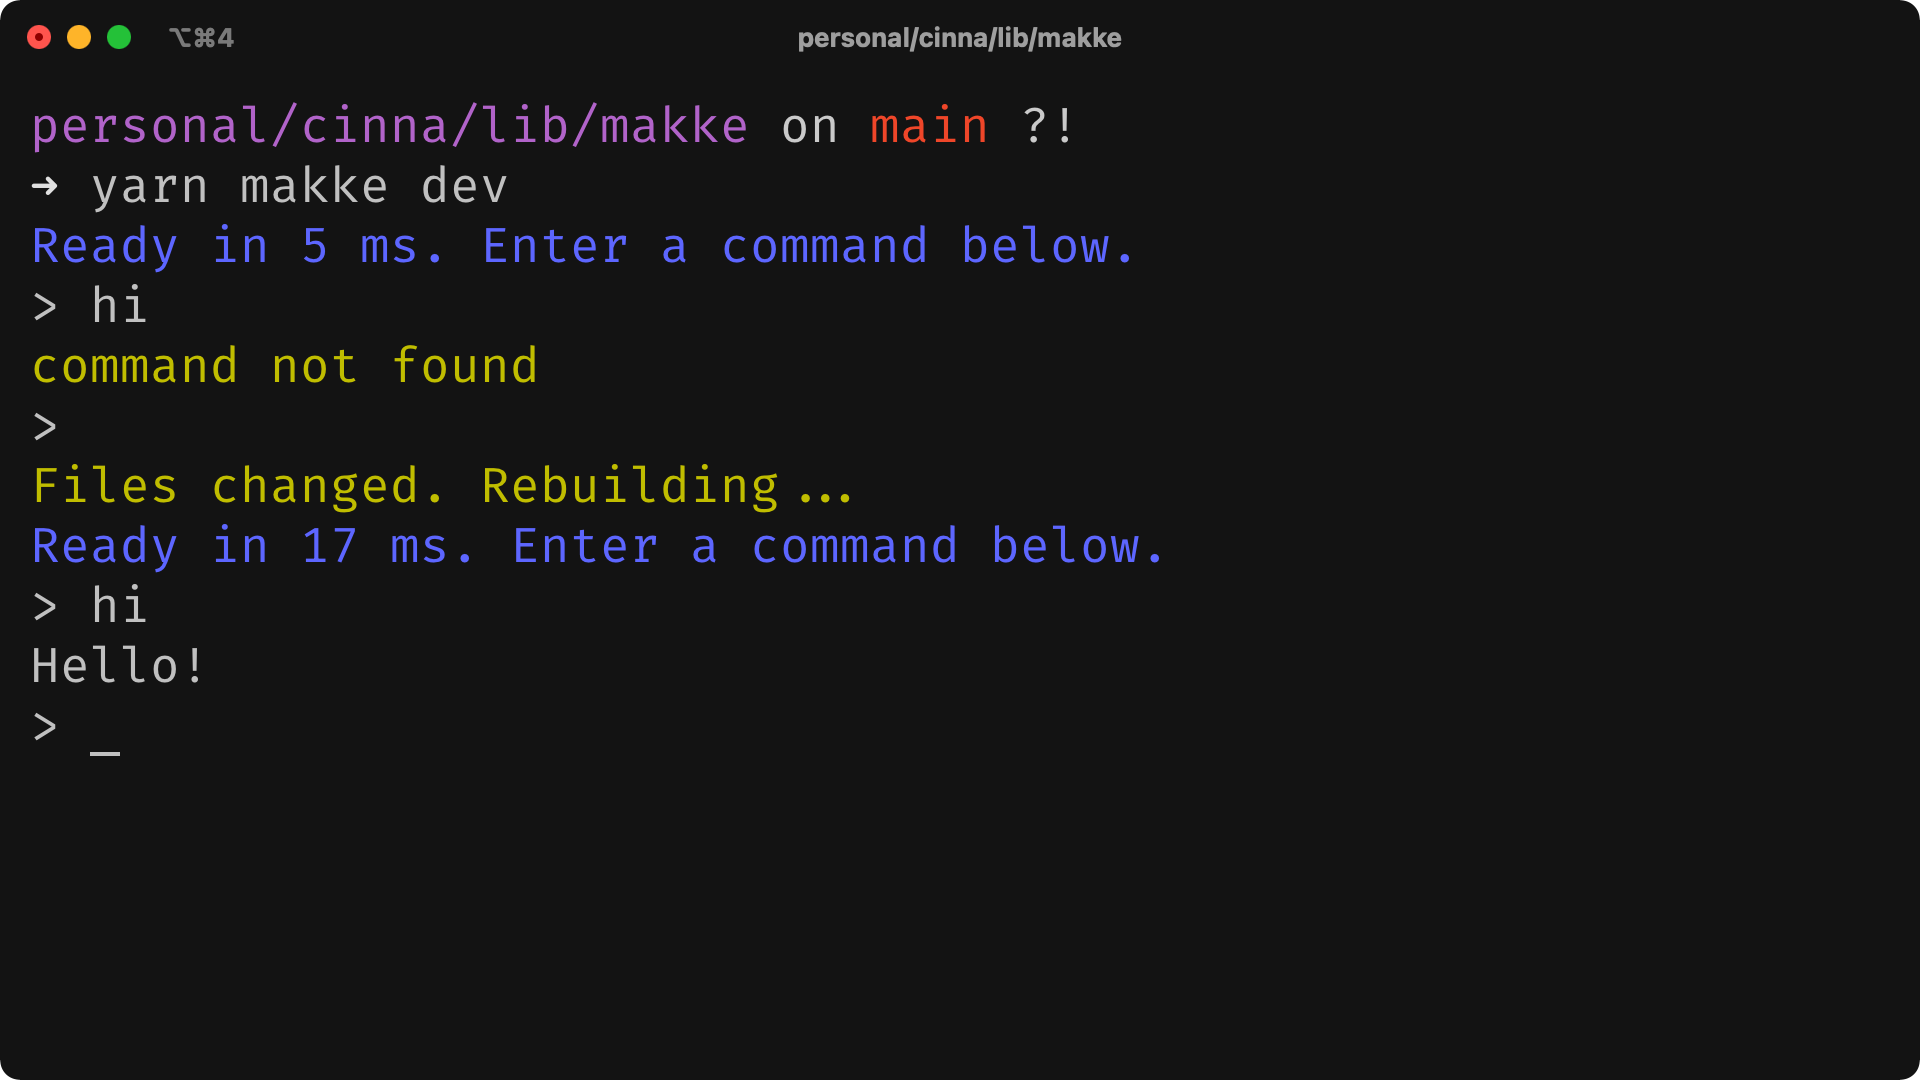 ⌥⌘4
personal/cinna/lib/makke
personal/cinna/lib/makke on main ?!
➜ yarn makke dev
Ready in 5 ms. Enter a command below.
> hi
command not found
>
Files changed. Rebuilding...
Ready in 17 ms. Enter a command below.
> hi
Hello!
> _